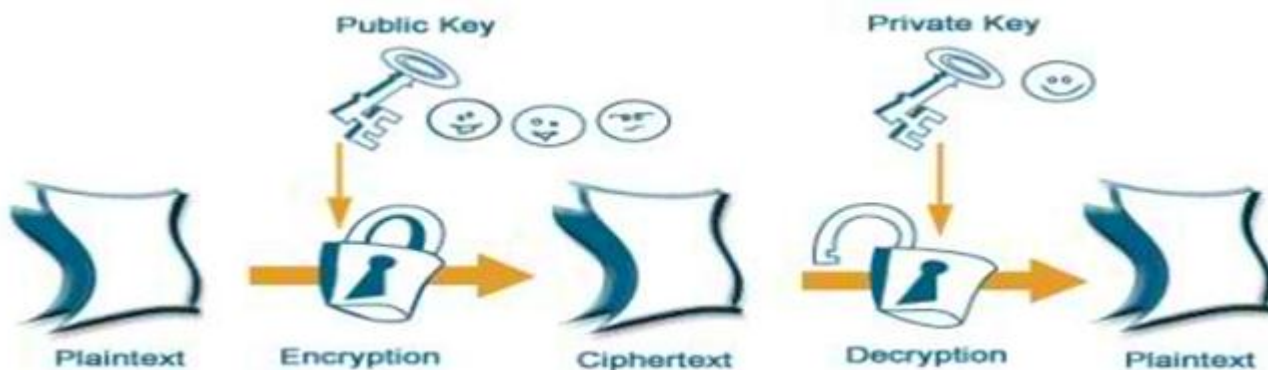 Public Key
Private Key
Plaintext
Encryption
Ciphertext
Decryption
Plaintext